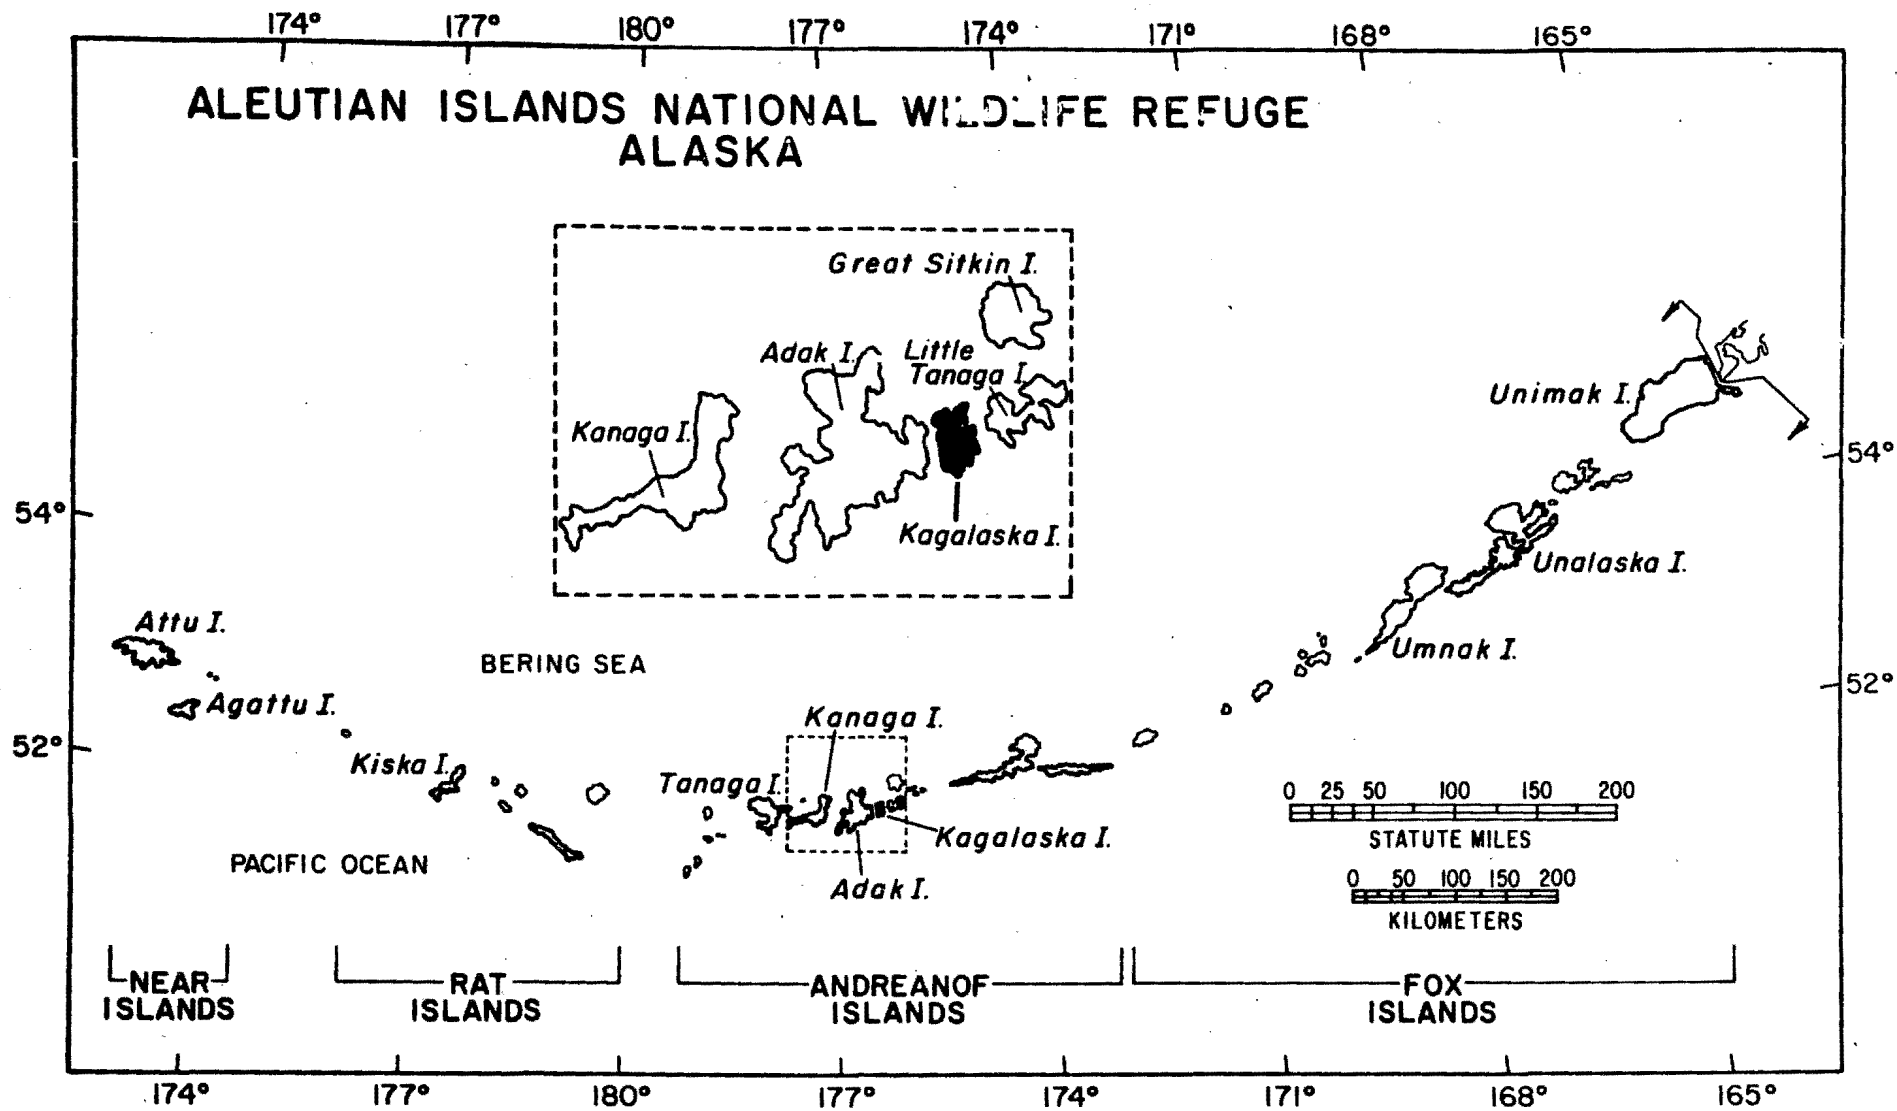 174° 177° 180° 177° 174° 171° 168° 165°
ALEUTIAN ISLANDS NATIONAL WILDLIFE REFUGE
ALASKA
Great Sitkin I.
Adak I.
Little
Tanaga I.
Kanaga I.
Kagalaska I.
Unimak I.
54°
54°
Unalaska I.
Attu I.
Umnak I.
BERING SEA
52°
Agattu I.
Kanaga I.
52°
Kiska I.
Tanaga I.
0 25 50 100 150 200
STATUTE MILES
Kagalaska I.
PACIFIC OCEAN
Adak I.
0 50 100 150 200
KILOMETERS
NEAR
ISLANDS
RAT
ISLANDS
ANDREANOF
ISLANDS
FOX
ISLANDS
174° 177° 180° 177° 174° 171° 168° 165°